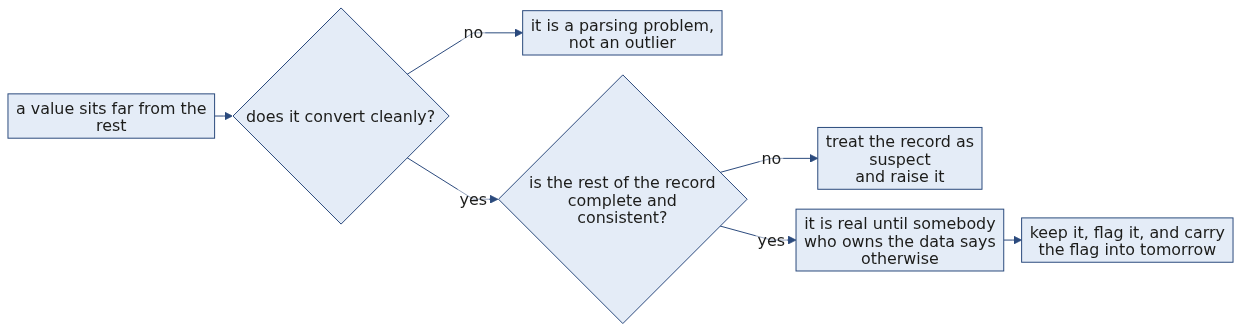 a value sits far from the
rest
does it convert cleanly?
no
it is a parsing problem,
not an outlier
yes
is the rest of the record
complete and
consistent?
no
treat the record as
suspect
and raise it
yes
it is real until somebody
who owns the data says
otherwise
keep it, flag it, and carry
the flag into tomorrow